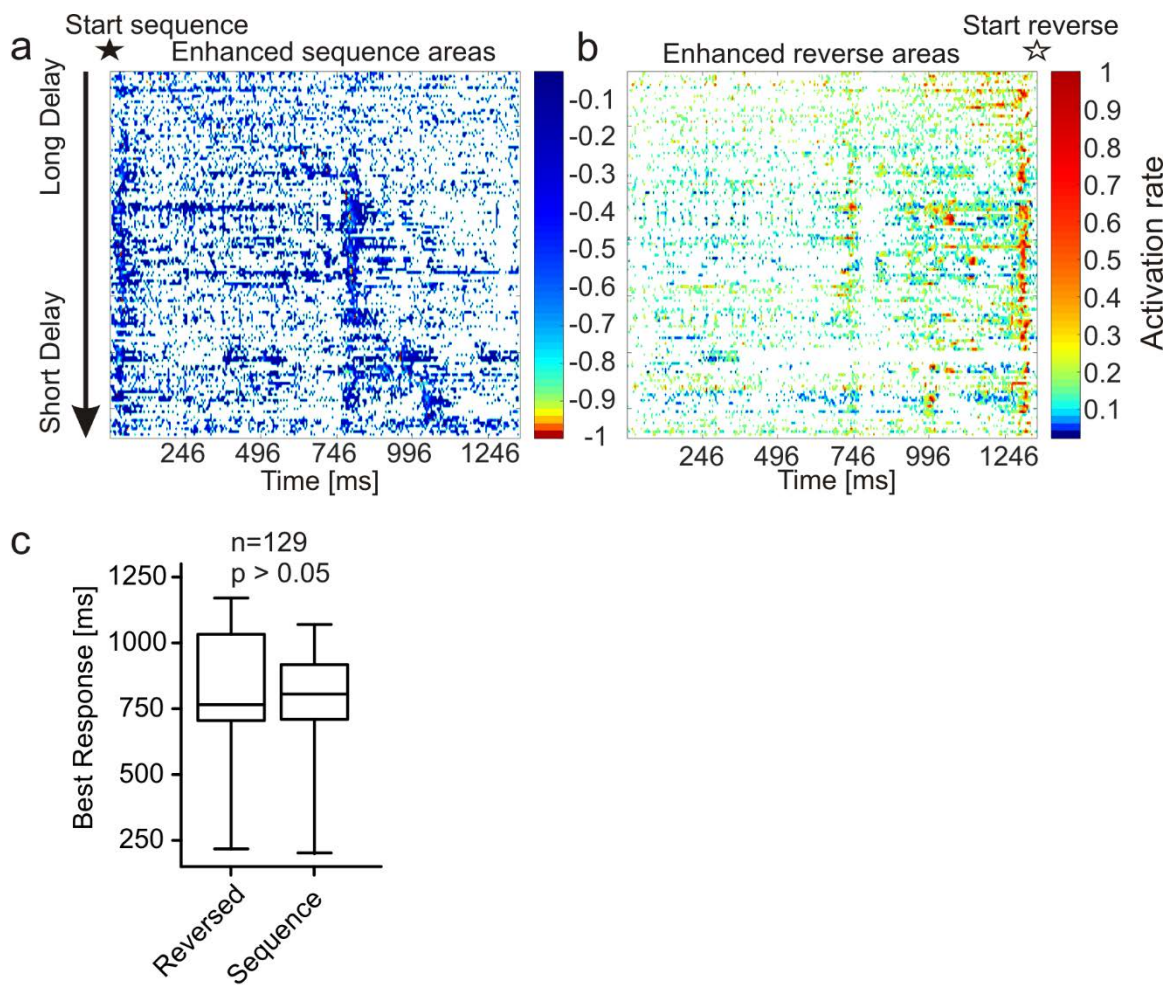 Start sequence
a
★
Enhanced sequence areas
Long Delay
Short Delay
-0.1
-0.2
-0.3
-0.4
-0.5
-0.6
-0.7
-0.8
-0.9
-1
246 496 746 996 1246
Time [ms]
Start reverse
b
Enhanced reverse areas
☆
1
0.9
0.8
0.7
0.6
0.5
0.4
0.3
0.2
0.1
Activation rate
246 496 746 996 1246
Time [ms]
c
n=129
p > 0.05
Best Response [ms]
1250
1000
750
500
250
Reversed
Sequence